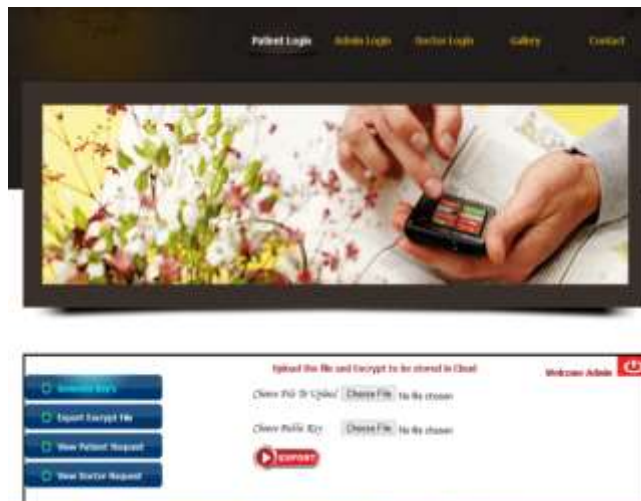 Patient Login Admin Login Doctor Login Gallery Contact
Upload the file and Encrypt to be stored in Cloud
Welcome Admin
Generate Keys
Choose File To Upload Choose File No file chosen
Export Encrypt File
Choose Public Key Choose File No file chosen
View Patient Request
EXPORT
View Doctor Request